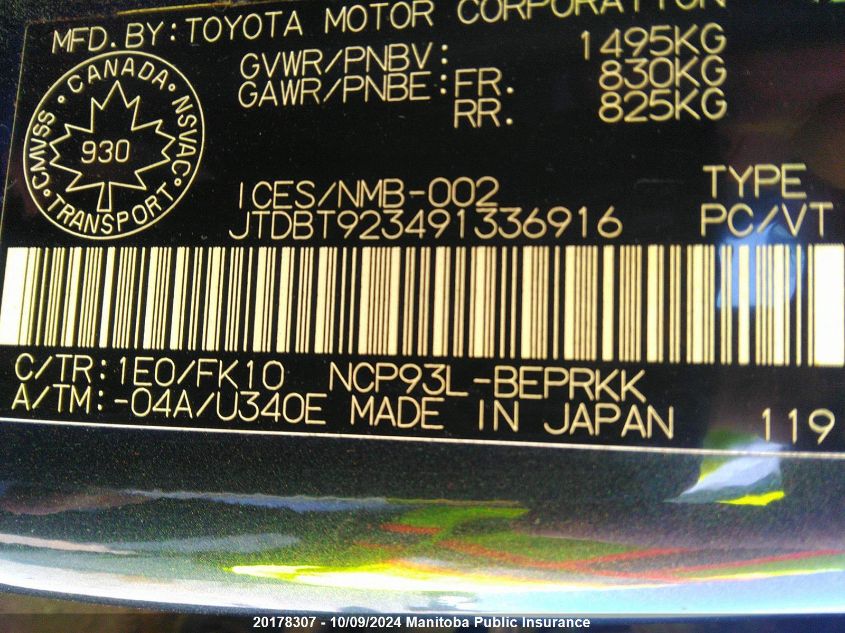 MFD. BY: TOYOTA MOTOR CORPORATION
GVWR/PNBV: 1495KG
GAWR/PNBE: FR. 830KG
RR. 825KG
CMVSS · CANADA · NSVAC · TRANSPORT ·
930
ICES/NMB-002
TYPE
JTDBT923491336916
PC/VT
C/TR: 1E0/FK10 NCP93L-BEPRKK
A/TM: -04A/U340E MADE IN JAPAN 119
20178307 - 10/09/2024 Manitoba Public Insurance